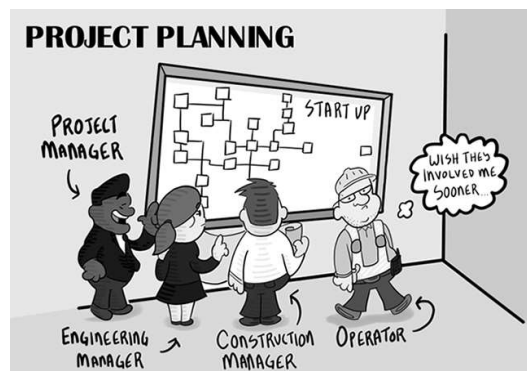 PROJECT PLANNING
START UP
PROJECT
MANAGER
WISH THEY
INVOLVED ME
SOONER...
ENGINEERING
MANAGER
CONSTRUCTION
MANAGER
OPERATOR